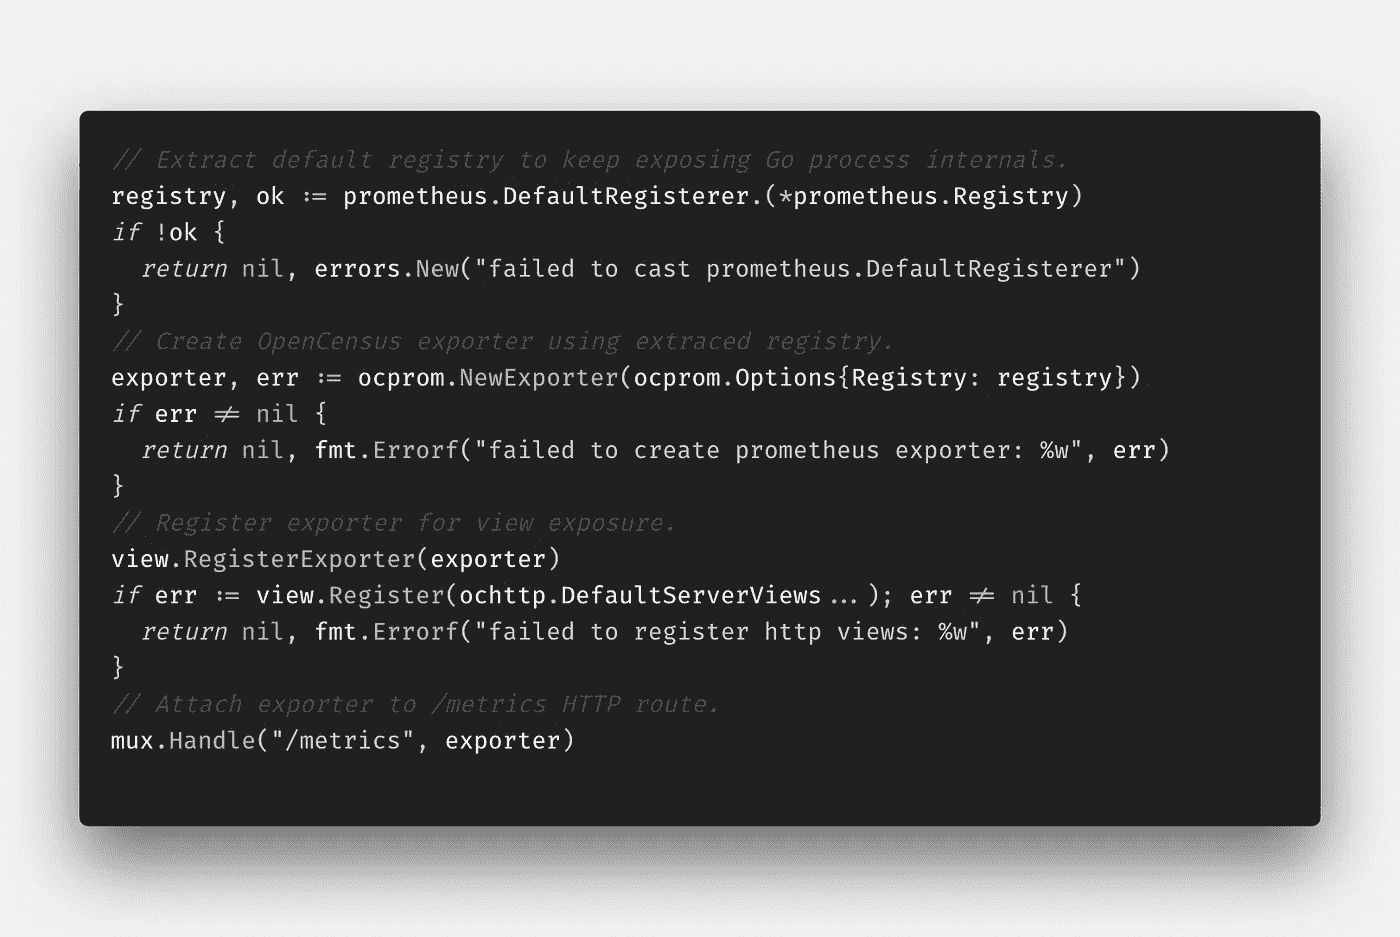 // Extract default registry to keep exposing Go process internals.
registry, ok := prometheus.DefaultRegisterer.(*prometheus.Registry)
if !ok {
  return nil, errors.New("failed to cast prometheus.DefaultRegisterer")
}
// Create OpenCensus exporter using extraced registry.
exporter, err := ocprom.NewExporter(ocprom.Options{Registry: registry})
if err != nil {
  return nil, fmt.Errorf("failed to create prometheus exporter: %w", err)
}
// Register exporter for view exposure.
view.RegisterExporter(exporter)
if err := view.Register(ochttp.DefaultServerViews...); err != nil {
  return nil, fmt.Errorf("failed to register http views: %w", err)
}
// Attach exporter to /metrics HTTP route.
mux.Handle("/metrics", exporter)